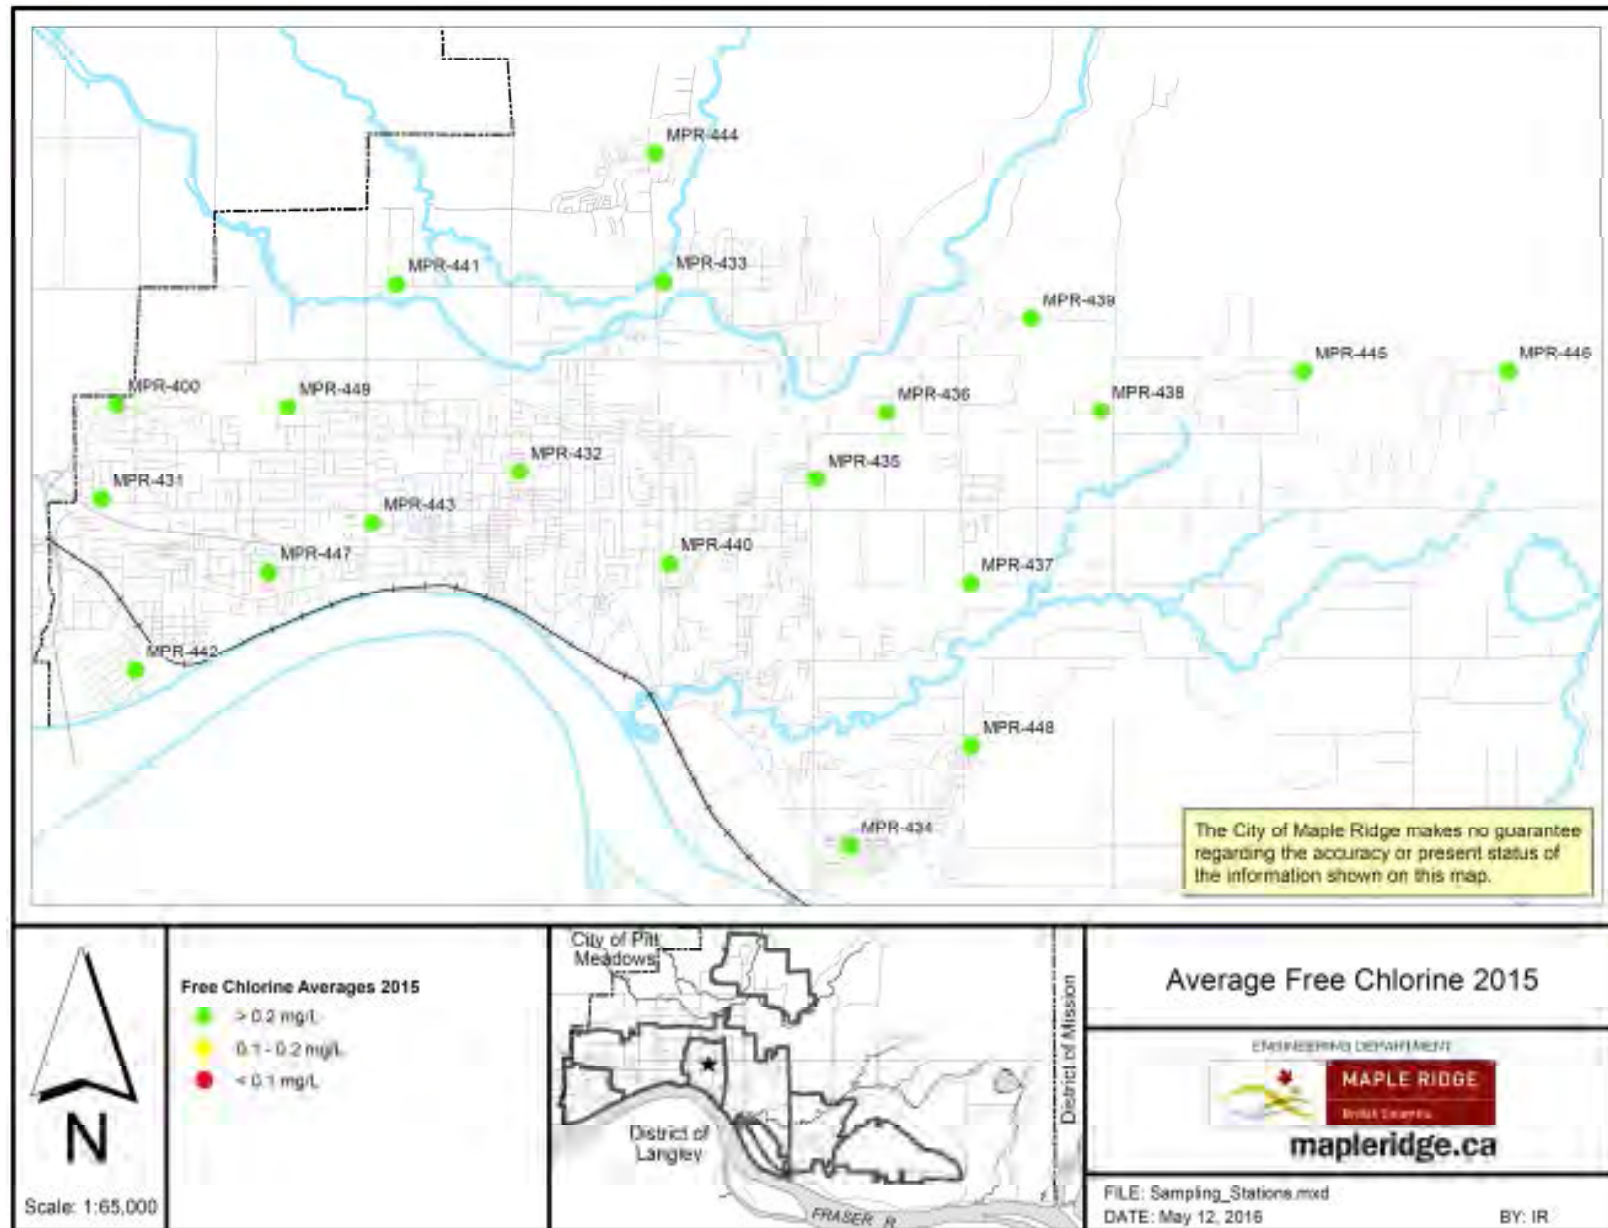 MPR-444
MPR-441
MPR-433
MPR-439
MPR-445
MPR-446
MPR-400
MPR-449
MPR-436
MPR-438
MPR-432
MPR-435
MPR-431
MPR-443
MPR-447
MPR-440
MPR-437
MPR-442
MPR-448
MPR-434
The City of Maple Ridge makes no guarantee
regarding the accuracy or present status of
the information shown on this map.
N
Scale: 1:65,000
Free Chlorine Averages 2015
> 0.2 mg/L
0.1 - 0.2 mg/L
< 0.1 mg/L
City of Pitt
Meadows
District of
Langley
District of Mission
FRASER R.
Average Free Chlorine 2015
ENGINEERING DEPARTMENT
MAPLE RIDGE
British Columbia
mapleridge.ca
FILE: Sampling_Stations.mxd
DATE: May 12, 2016
BY: IR